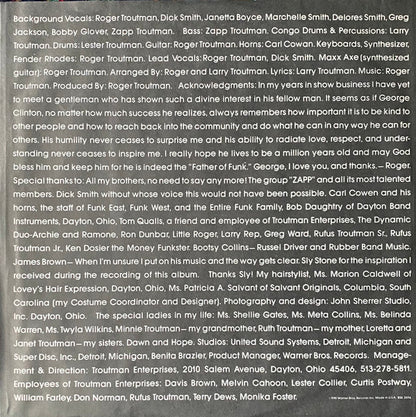 Background Vocals: Roger Troutman, Dick Smith, Janetta Boyce, Marchelle Smith, Delores Smith, Greg
Jackson, Bobby Glover, Zapp Troutman. Bass: Zapp Troutman. Congo Drums & Percussions: Larry
Troutman. Drums: Lester Troutman. Guitar: Roger Troutman. Horns: Carl Cowan. Keyboards, Synthesizer,
Fender Rhodes: Roger Troutman. Lead Vocals: Roger Troutman, Dick Smith. Maxx Axe (synthesized
guitar): Roger Troutman. Arranged By: Roger and Larry Troutman. Lyrics: Larry Troutman. Music: Roger
Troutman. Produced By: Roger Troutman. Acknowledgments: In my years in show business I have yet
to meet a gentleman who has shown such a divine interest in his fellow man. It seems as if George
Clinton, no matter how much success he realizes, always remembers how important it is to be kind to
other people and how to reach back into the community and do what he can in any way he can for
others. His humility never ceases to surprise me and his ability to radiate love, respect, and under-
standing never ceases to inspire me. I really hope he lives to be a million years old and may God
bless him and keep him for he is indeed the "Father of Funk." George, I love you, and thanks.—Roger.
Special thanks to: All my brothers, no need to say any more! The group "ZAPP" and all its most talented
members. Dick Smith without whose voice this would not have been possible. Carl Cowen and his
horns, the staff of Funk East, Funk West, and the Entire Funk Family, Bob Daughtry of Dayton Band
Instruments, Dayton, Ohio, Tom Qualls, a friend and employee of Troutman Enterprises, The Dynamic
Duo-Archie and Ramone, Ron Dunbar, Little Roger, Larry Rep, Greg Ward, Rufus Troutman Sr., Rufus
Troutman Jr., Ken Dosier the Money Funkster. Bootsy Collins—Russel Driver and Rubber Band Music.
James Brown—When I'm unsure I put on his music and the way gets clear. Sly Stone for the inspiration I
received during the recording of this album. Thanks Sly! My hairstylist, Ms. Marion Caldwell of
Lovey's Hair Expression, Dayton, Ohio, Ms. Patricia A. Salvant of Salvant Originals, Columbia, South
Carolina (my Costume Coordinator and Designer). Photography and design: John Sherrer Studio,
Inc. Dayton, Ohio. The special ladies in my life: Ms. Shellie Gates, Ms. Meta Collins, Ms. Belinda
Warren, Ms. Twyla Wilkins, Minnie Troutman—my grandmother, Ruth Troutman—my mother, Loretta and
Janet Troutman—my sisters. Dawn and Hope. Studios: United Sound Systems, Detroit, Michigan and
Super Disc, Inc., Detroit, Michigan, Benita Brazier, Product Manager, Warner Bros. Records. Manage-
ment & Direction: Troutman Enterprises, 2010 Salem Avenue, Dayton, Ohio 45406, 513-278-5811.
Employees of Troutman Enterprises: Davis Brown, Melvin Cahoon, Lester Collier, Curtis Postway,
William Farley, Don Norman, Rufus Troutman, Terry Dews, Monika Foster.